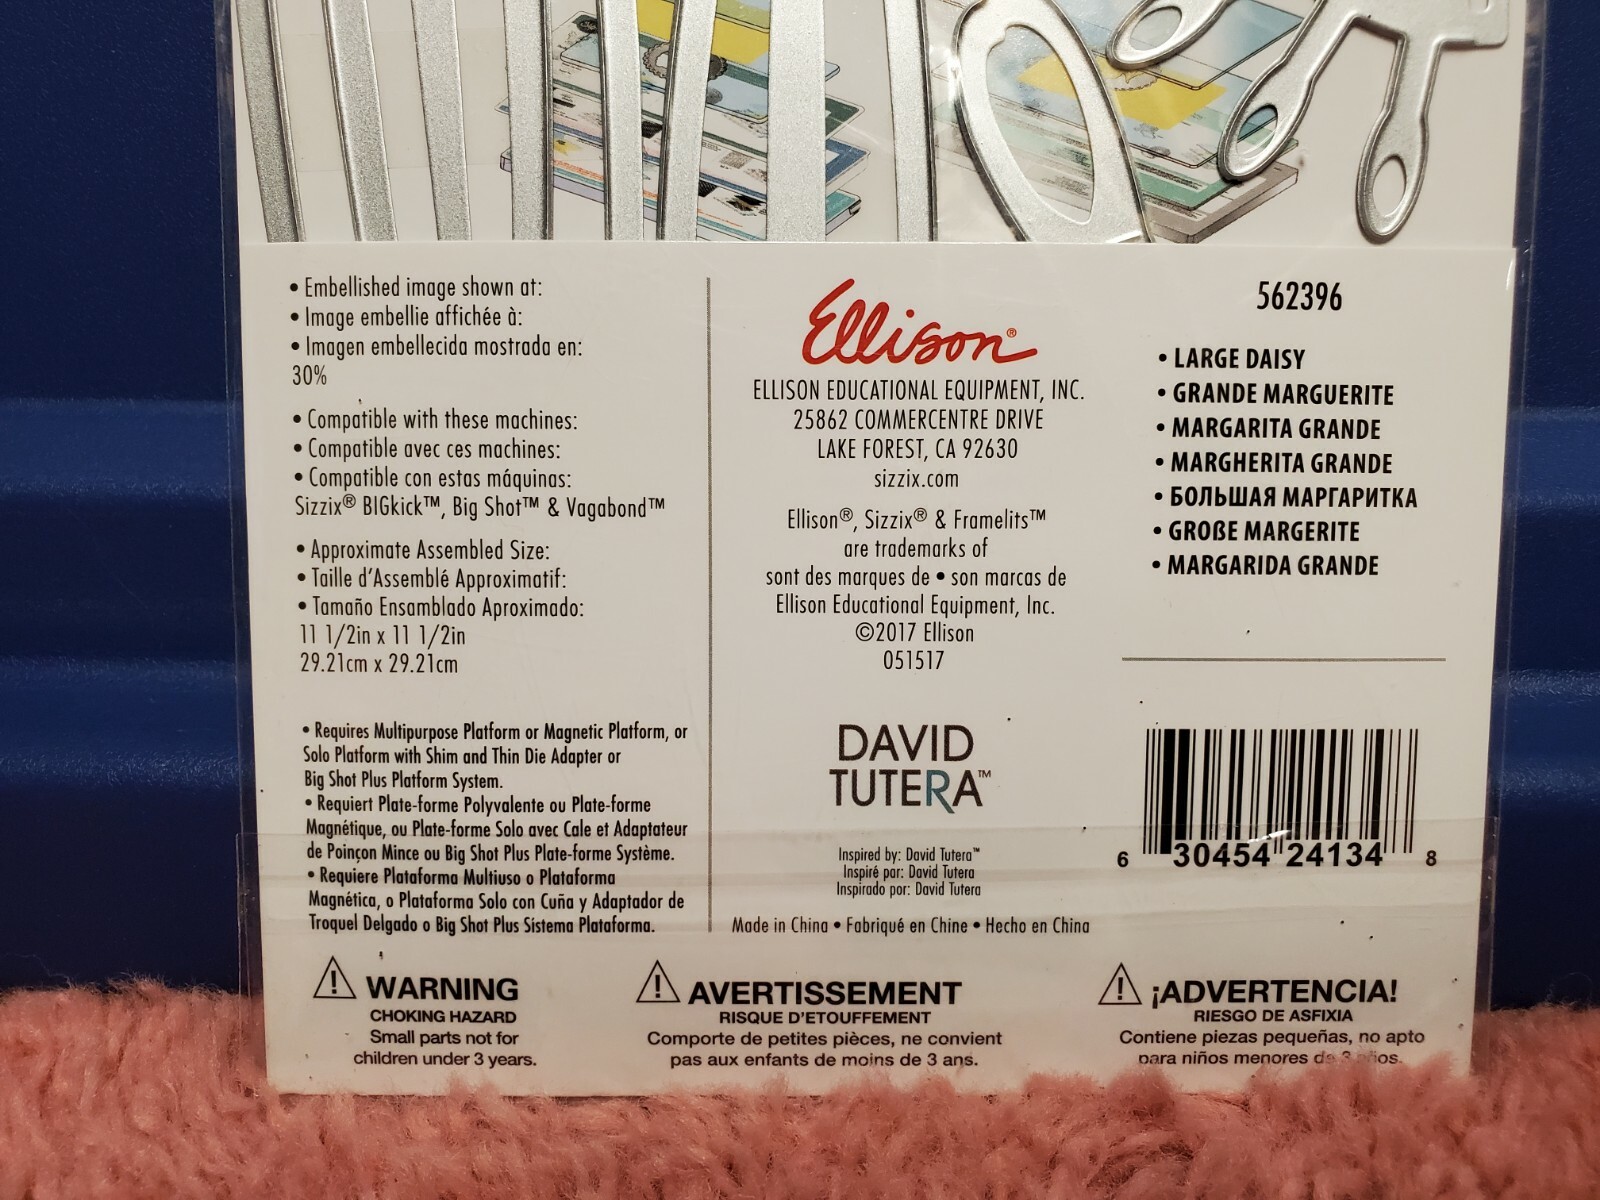 • Embellished image shown at:
• Image embellie affichée à:
• Imagen embellecida mostrada en:
30%
• Compatible with these machines:
• Compatible avec ces machines:
• Compatible con estas máquinas:
Sizzix® BIGkick™, Big Shot™ & Vagabond™
• Approximate Assembled Size:
• Taille d'Assemblé Approximatif:
• Tamaño Ensamblado Aproximado:
11 1/2in x 11 1/2in
29.21cm x 29.21cm
• Requires Multipurpose Platform or Magnetic Platform, or
Solo Platform with Shim and Thin Die Adapter or
Big Shot Plus Platform System.
• Requiert Plate-forme Polyvalente ou Plate-forme
Magnétique, ou Plate-forme Solo avec Cale et Adaptateur
de Poinçon Mince ou Big Shot Plus Plate-forme Système.
• Requiere Plataforma Multiuso o Plataforma
Magnética, o Plataforma Solo con Cuña y Adaptador de
Troquel Delgado o Big Shot Plus Sistema Plataforma.
Ellison®
ELLISON EDUCATIONAL EQUIPMENT, INC.
25862 COMMERCENTRE DRIVE
LAKE FOREST, CA 92630
sizzix.com
Ellison®, Sizzix® & Framelits™
are trademarks of
sont des marques de • son marcas de
Ellison Educational Equipment, Inc.
©2017 Ellison
051517
DAVID
TUTERA™
Inspired by: David Tutera™
Inspiré par: David Tutera
Inspirado por: David Tutera
Made in China • Fabriqué en Chine • Hecho en China
562396
• LARGE DAISY
• GRANDE MARGUERITE
• MARGARITA GRANDE
• MARGHERITA GRANDE
• БОЛЬШАЯ МАРГАРИТКА
• GROßE MARGERITE
• MARGARIDA GRANDE
6 30454 24134 8
WARNING
CHOKING HAZARD
Small parts not for
children under 3 years.
AVERTISSEMENT
RISQUE D'ETOUFFEMENT
Comporte de petites pièces, ne convient
pas aux enfants de moins de 3 ans.
¡ADVERTENCIA!
RIESGO DE ASFIXIA
Contiene piezas pequeñas, no apto
para niños menores de 3 años.